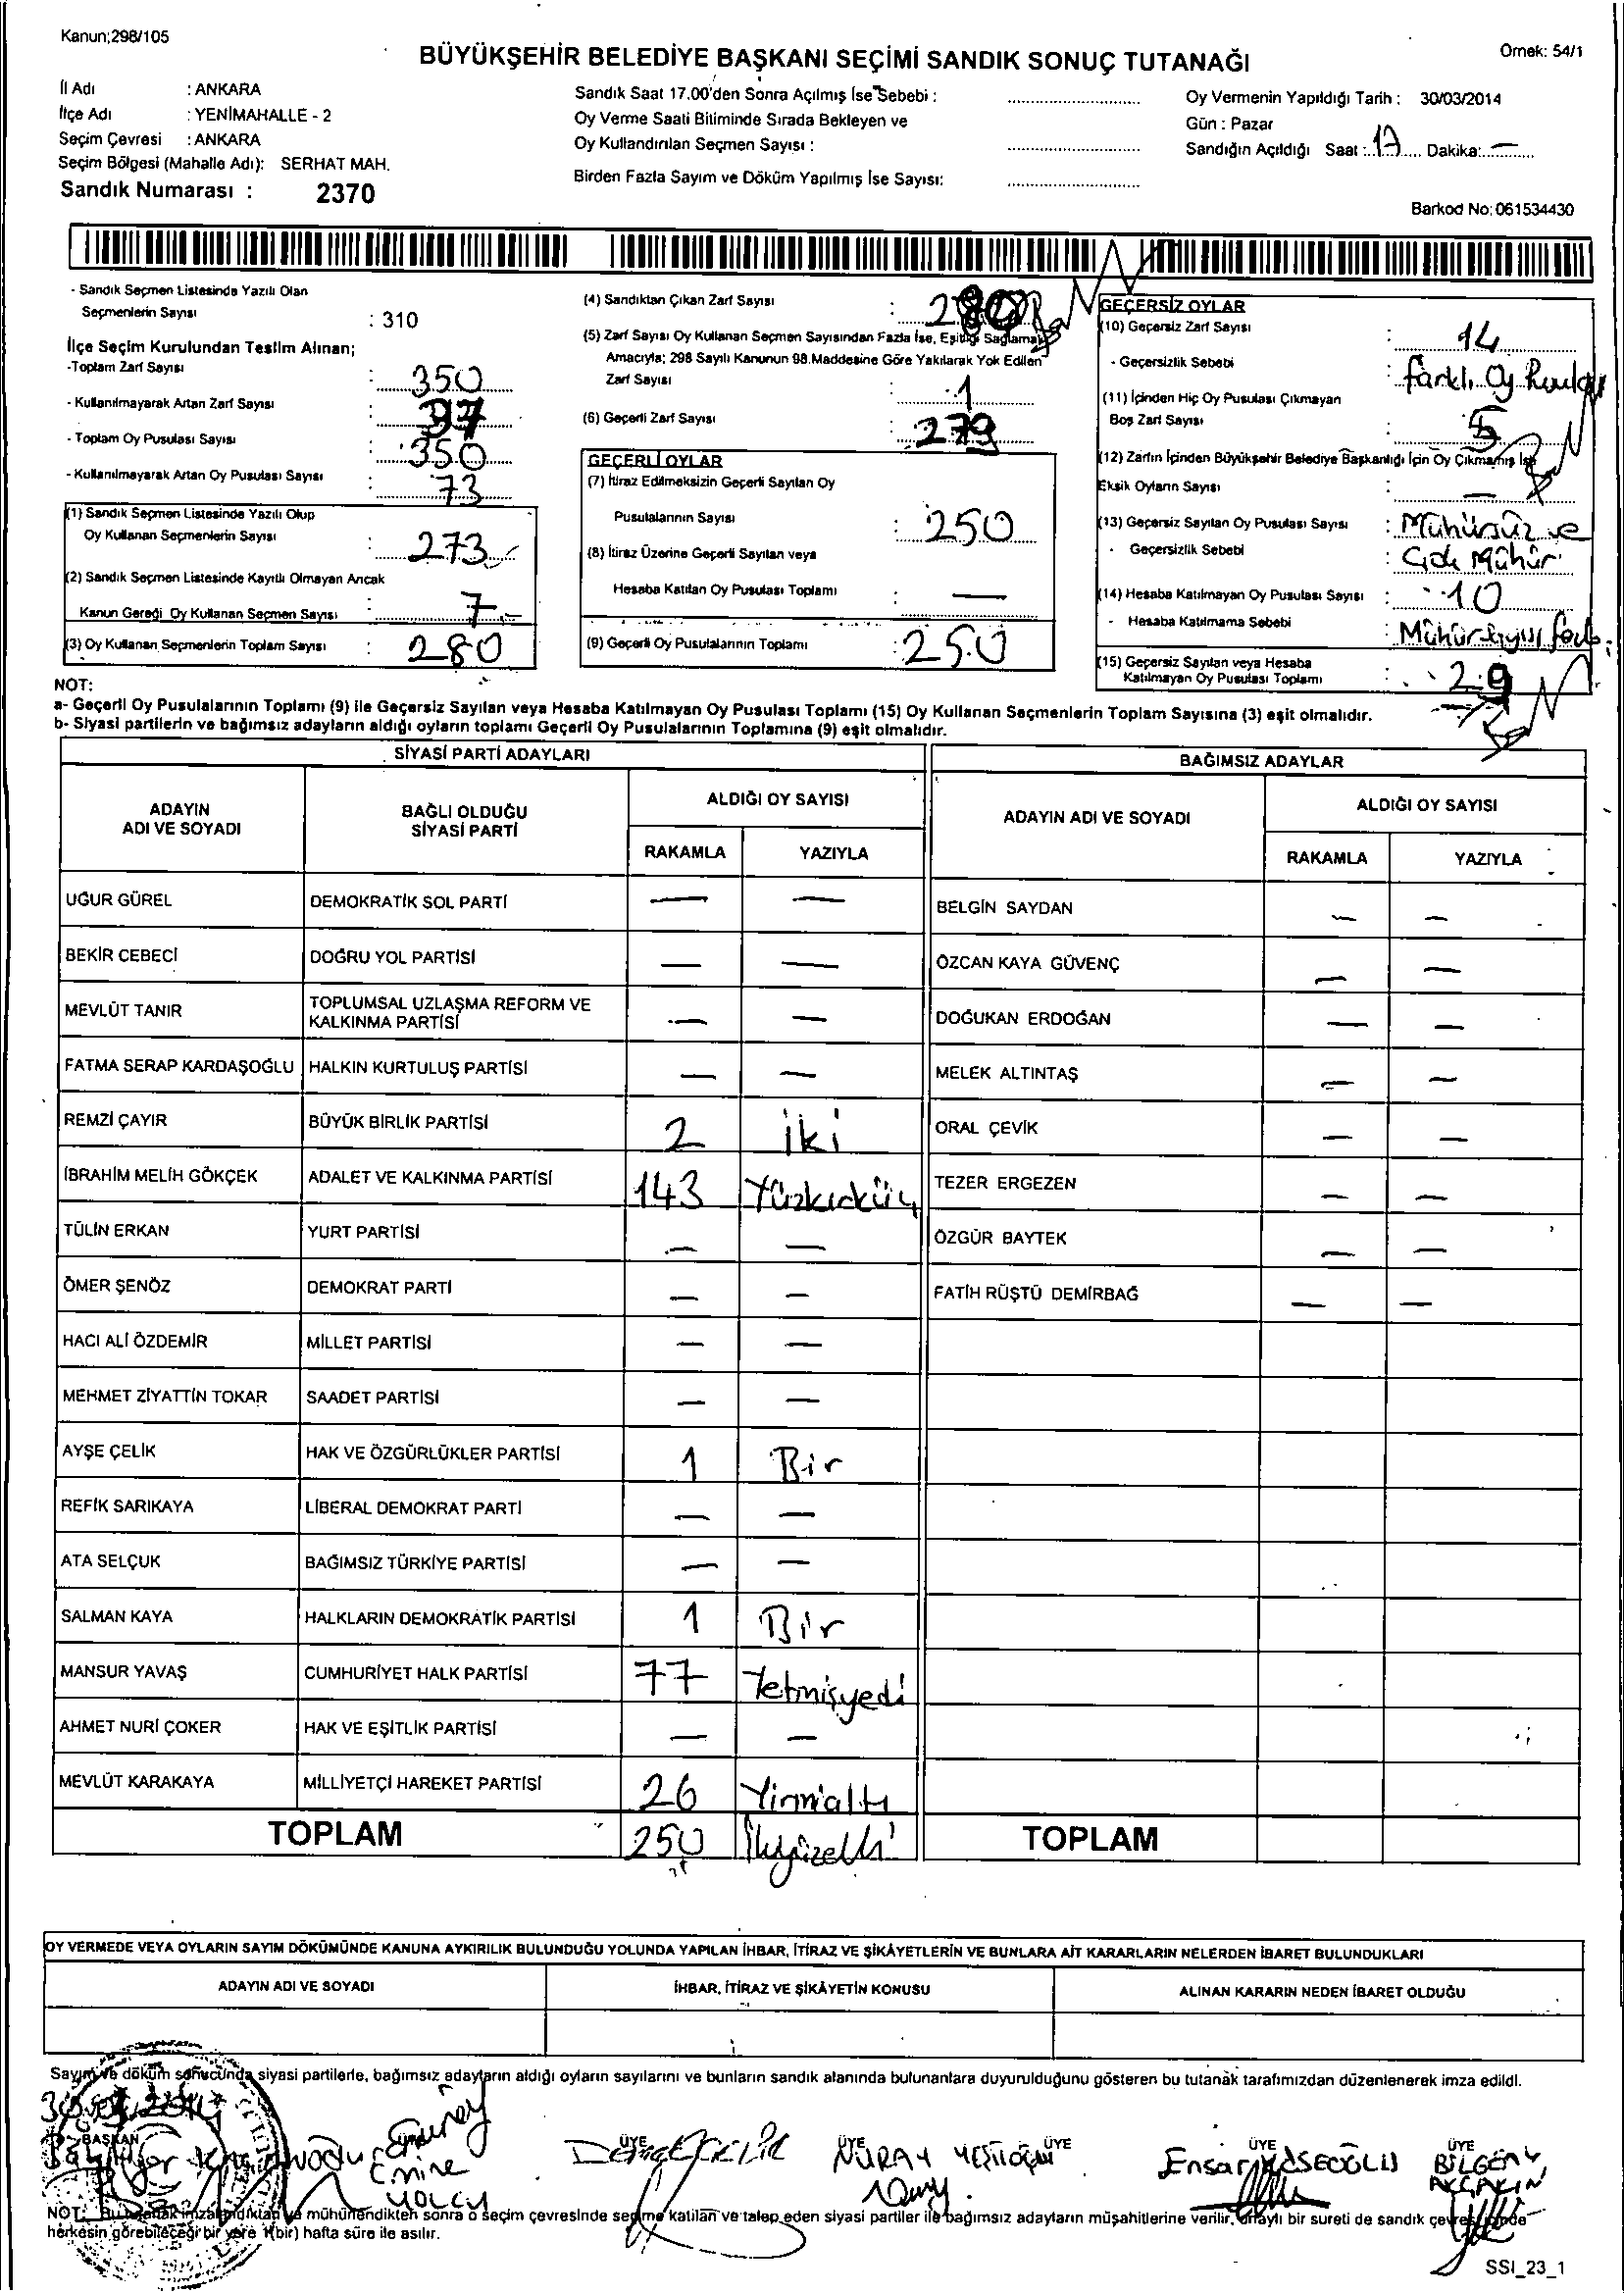 Kanun;298/105
BÜYÜKŞEHİR BELEDİYE BAŞKANI SEÇİMİ SANDIK SONUÇ TUTANAĞI
Örnek: 54/1
İl Adı : ANKARA
İlçe Adı : YENİMAHALLE - 2
Seçim Çevresi : ANKARA
Seçim Bölgesi (Mahalle Adı): SERHAT MAH.
Sandık Numarası : 2370
Sandık Saat 17.00'den Sonra Açılmış İse Sebebi :
Oy Verme Saati Bitiminde Sırada Bekleyen ve
Oy Kullandırılan Seçmen Sayısı :
Birden Fazla Sayım ve Döküm Yapılmış İse Sayısı:
Oy Vermenin Yapıldığı Tarih : 30/03/2014
Gün : Pazar
Sandığın Açıldığı Saat : 17 Dakika: —
Barkod No: 061534430
- Sandık Seçmen Listesinde Yazılı Olan
Seçmenlerin Sayısı : 310
İlçe Seçim Kurulundan Teslim Alınan;
-Toplam Zarf Sayısı : 350
- Kullanılmayarak Artan Zarf Sayısı :
- Toplam Oy Pusulası Sayısı : 350
- Kullanılmayarak Artan Oy Pusulası Sayısı : 73
(1) Sandık Seçmen Listesinde Yazılı Olup
Oy Kullanan Seçmenlerin Sayısı : 273
(2) Sandık Seçmen Listesinde Kayıtlı Olmayan Ancak
Kanun Gereği Oy Kullanan Seçmen Sayısı : 7
(3) Oy Kullanan Seçmenlerin Toplam Sayısı : 280
(4) Sandıktan Çıkan Zarf Sayısı :
(5) Zarf Sayısı Oy Kullanan Seçmen Sayısından Fazla İse, Eşitliği Sağlamak
Amacıyla; 298 Sayılı Kanunun 98.Maddesine Göre Yakılarak Yok Edilen
Zarf Sayısı : 1
(6) Geçerli Zarf Sayısı : 279
GEÇERLİ OYLAR
(7) İtiraz Edilmeksizin Geçerli Sayılan Oy
Pusulalarının Sayısı : 250
(8) İtiraz Üzerine Geçerli Sayılan veya
Hesaba Katılan Oy Pusulası Toplamı : —
(9) Geçerli Oy Pusulalarının Toplamı : 250
GEÇERSİZ OYLAR
(10) Geçersiz Zarf Sayısı : 14
- Geçersizlik Sebebi : farklı Oy
(11) İçinden Hiç Oy Pusulası Çıkmayan
Boş Zarf Sayısı : 5
(12) Zarfın İçinden Büyükşehir Belediye Başkanlığı İçin Oy Çıkmamış İse
Eksik Oyların Sayısı : —
(13) Geçersiz Sayılan Oy Pusulası Sayısı : Mühürsüz ve
- Geçersizlik Sebebi : Çok Mühür
(14) Hesaba Katılmayan Oy Pusulası Sayısı : 10
- Hesaba Katılmama Sebebi : Mühür sayısı fazla
(15) Geçersiz Sayılan veya Hesaba
Katılmayan Oy Pusulası Toplamı : 29
NOT:
a- Geçerli Oy Pusulalarının Toplamı (9) ile Geçersiz Sayılan veya Hesaba Katılmayan Oy Pusulası Toplamı (15) Oy Kullanan Seçmenlerin Toplam Sayısına (3) eşit olmalıdır.
b- Siyasi partilerin ve bağımsız adayların aldığı oyların toplamı Geçerli Oy Pusulalarının Toplamına (9) eşit olmalıdır.
SİYASİ PARTİ ADAYLARI
ADAYIN ADI VE SOYADI BAĞLI OLDUĞU SİYASİ PARTİ ALDIĞI OY SAYISI
RAKAMLA YAZIYLA
UĞUR GÜREL DEMOKRATİK SOL PARTİ — —
BEKİR CEBECİ DOĞRU YOL PARTİSİ — —
MEVLÜT TANIR TOPLUMSAL UZLAŞMA REFORM VE KALKINMA PARTİSİ — —
FATMA SERAP KARDAŞOĞLU HALKIN KURTULUŞ PARTİSİ — —
REMZİ ÇAYIR BÜYÜK BİRLİK PARTİSİ 2 iki
İBRAHİM MELİH GÖKÇEK ADALET VE KALKINMA PARTİSİ 143 Yüzkırküç
TÜLİN ERKAN YURT PARTİSİ — —
ÖMER ŞENÖZ DEMOKRAT PARTİ — —
HACI ALİ ÖZDEMİR MİLLET PARTİSİ — —
MEHMET ZİYATTİN TOKAR SAADET PARTİSİ — —
AYŞE ÇELİK HAK VE ÖZGÜRLÜKLER PARTİSİ 1 Bir
REFİK SARIKAYA LİBERAL DEMOKRAT PARTİ — —
ATA SELÇUK BAĞIMSIZ TÜRKİYE PARTİSİ — —
SALMAN KAYA HALKLARIN DEMOKRATİK PARTİSİ 1 Bir
MANSUR YAVAŞ CUMHURİYET HALK PARTİSİ 77 Yetmişyedi
AHMET NURİ ÇOKER HAK VE EŞİTLİK PARTİSİ — —
MEVLÜT KARAKAYA MİLLİYETÇİ HAREKET PARTİSİ 26 Yirmialtı
TOPLAM 250 İkiyüzelli
BAĞIMSIZ ADAYLAR
ADAYIN ADI VE SOYADI ALDIĞI OY SAYISI
RAKAMLA YAZIYLA
BELGİN SAYDAN — —
ÖZCAN KAYA GÜVENÇ — —
DOĞUKAN ERDOĞAN — —
MELEK ALTINTAŞ — —
ORAL ÇEVİK — —
TEZER ERGEZEN — —
ÖZGÜR BAYTEK — —
FATİH RÜŞTÜ DEMİRBAĞ — —
TOPLAM
OY VERMEDE VEYA OYLARIN SAYIM DÖKÜMÜNDE KANUNA AYKIRILIK BULUNDUĞU YOLUNDA YAPILAN İHBAR, İTİRAZ VE ŞİKÂYETLERİN VE BUNLARA AİT KARARLARIN NELERDEN İBARET BULUNDUKLARI
ADAYIN ADI VE SOYADI İHBAR, İTİRAZ VE ŞİKÂYETİN KONUSU ALINAN KARARIN NEDEN İBARET OLDUĞU
Sayım ve döküm sonucunda siyasi partilerle, bağımsız adayların aldığı oyların sayılarını ve bunların sandık alanında bulunanlara duyurulduğunu gösteren bu tutanak tarafımızdan düzenlenerek imza edildi.
BAŞKAN ÜYE ÜYE ÜYE ÜYE ÜYE
Emine YOLCU
NURAY
Ensar KÖSEOĞLU
BİLGEN AKÇAKIN
NOT: Bu tutanak imzalandıktan ve mühürlendikten sonra o seçim çevresinde seçime katılan ve talep eden siyasi partiler ile bağımsız adayların müşahitlerine verilir, onaylı bir sureti de sandık çevresinde
herkesin görebileceği bir yere 1(bir) hafta süre ile asılır.
SSI_23_1